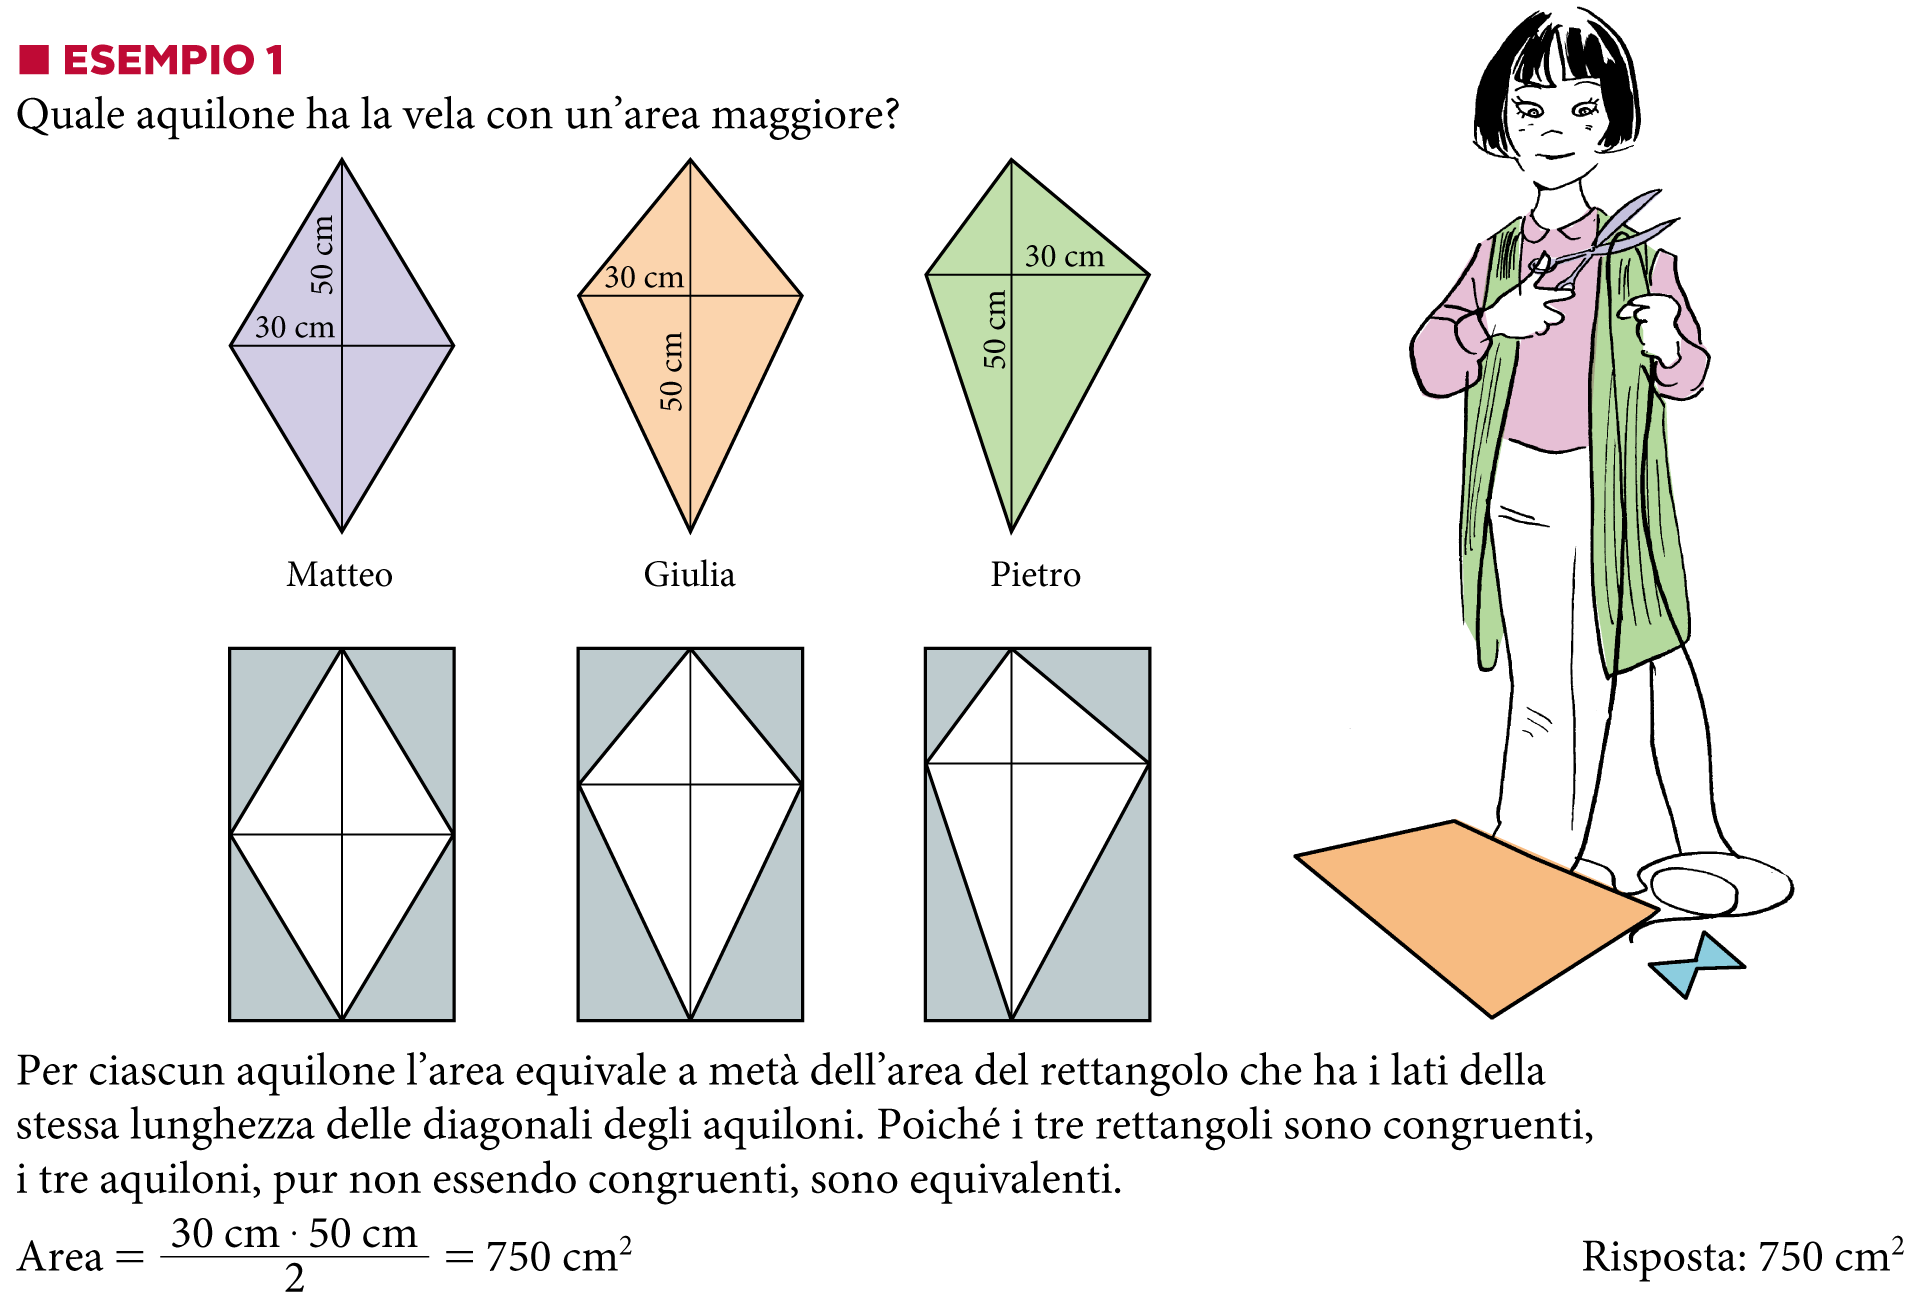 ■ ESEMPIO 1
Quale aquilone ha la vela con un’area maggiore?
50 cm
30 cm
30 cm
50 cm
30 cm
50 cm
Matteo Giulia Pietro
Per ciascun aquilone l’area equivale a metà dell’area del rettangolo che ha i lati della
stessa lunghezza delle diagonali degli aquiloni. Poiché i tre rettangoli sono congruenti,
i tre aquiloni, pur non essendo congruenti, sono equivalenti.
Area = 30 cm · 50 cm / 2 = 750 cm² Risposta: 750 cm²